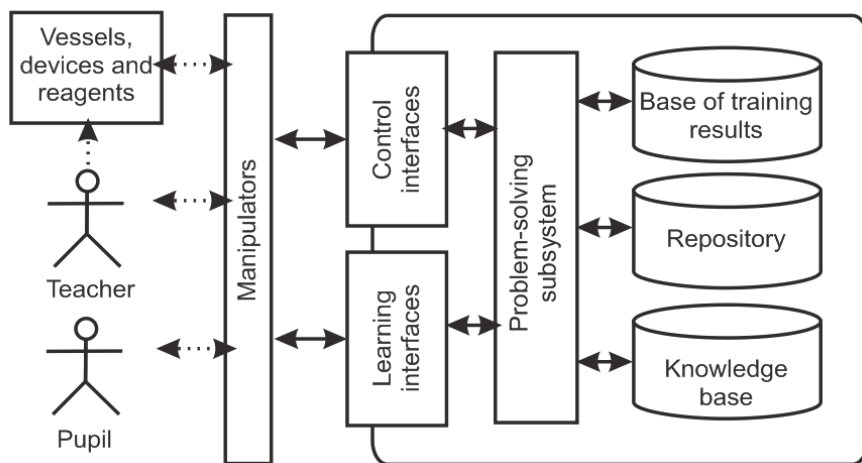 Vessels,
devices and
reagents
Teacher
Pupil
Manipulators
Control
interfaces
Learning
interfaces
Problem-solving
subsystem
Base of training
results
Repository
Knowledge
base